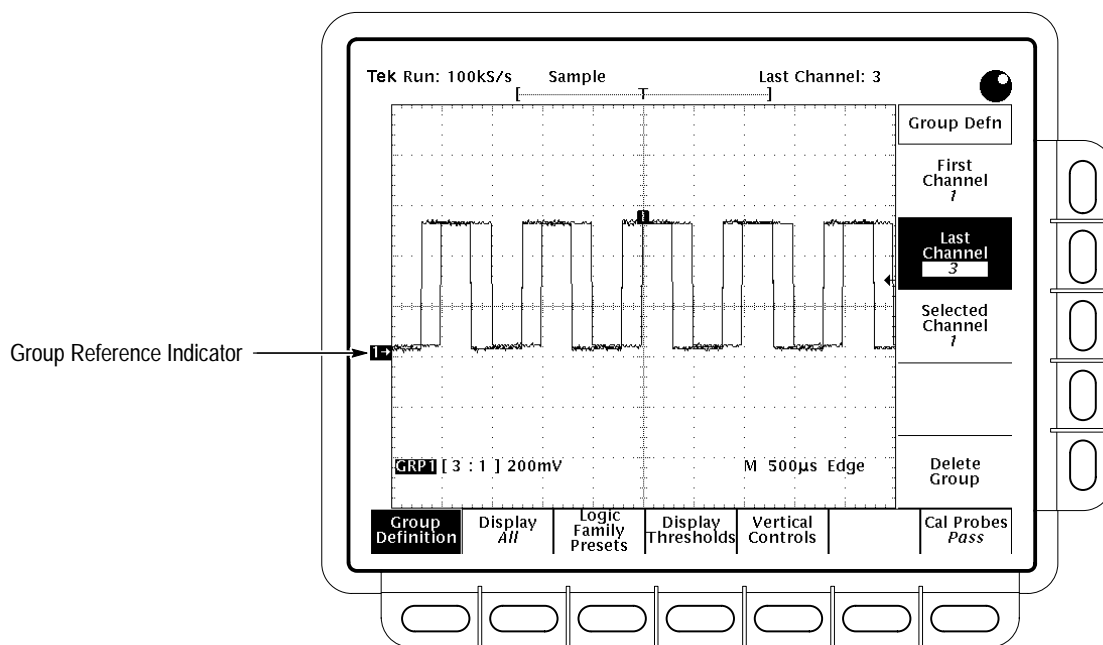 Tek Run: 100kS/s Sample Last Channel: 3
[ T ]
Group Defn
First
Channel
1
Last
Channel
3
Selected
Channel
1
Group Reference Indicator
1→
GRP1 [ 3 : 1 ] 200mV M 500µs Edge
Delete
Group
Group
Definition
Display
All
Logic
Family
Presets
Display
Thresholds
Vertical
Controls
Cal Probes
Pass